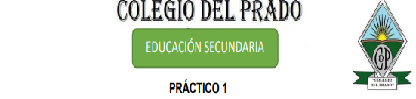 COLEGIO DEL PRADO
EDUCACIÓN SECUNDARIA
PRÁCTICO 1